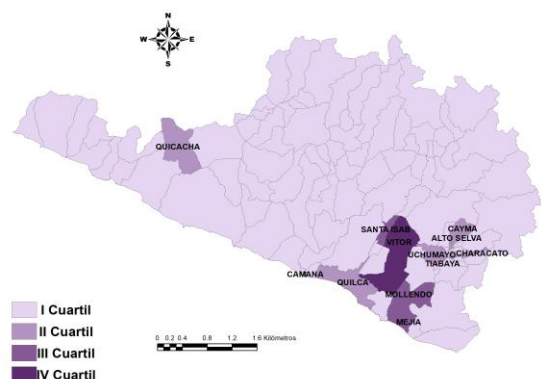 N
W E
S
QUICACHA
SANTA ISAB
CAYMA
VITOR
ALTO SELVA
UCHUMAYO
CHARACATO
TIABAYA
CAMANA
QUILCA
MOLLENDO
MEJIA
I Cuartil
II Cuartil
III Cuartil
IV Cuartil
0 0.2 0.4 0.8 1.2 1.6 Kilómetros